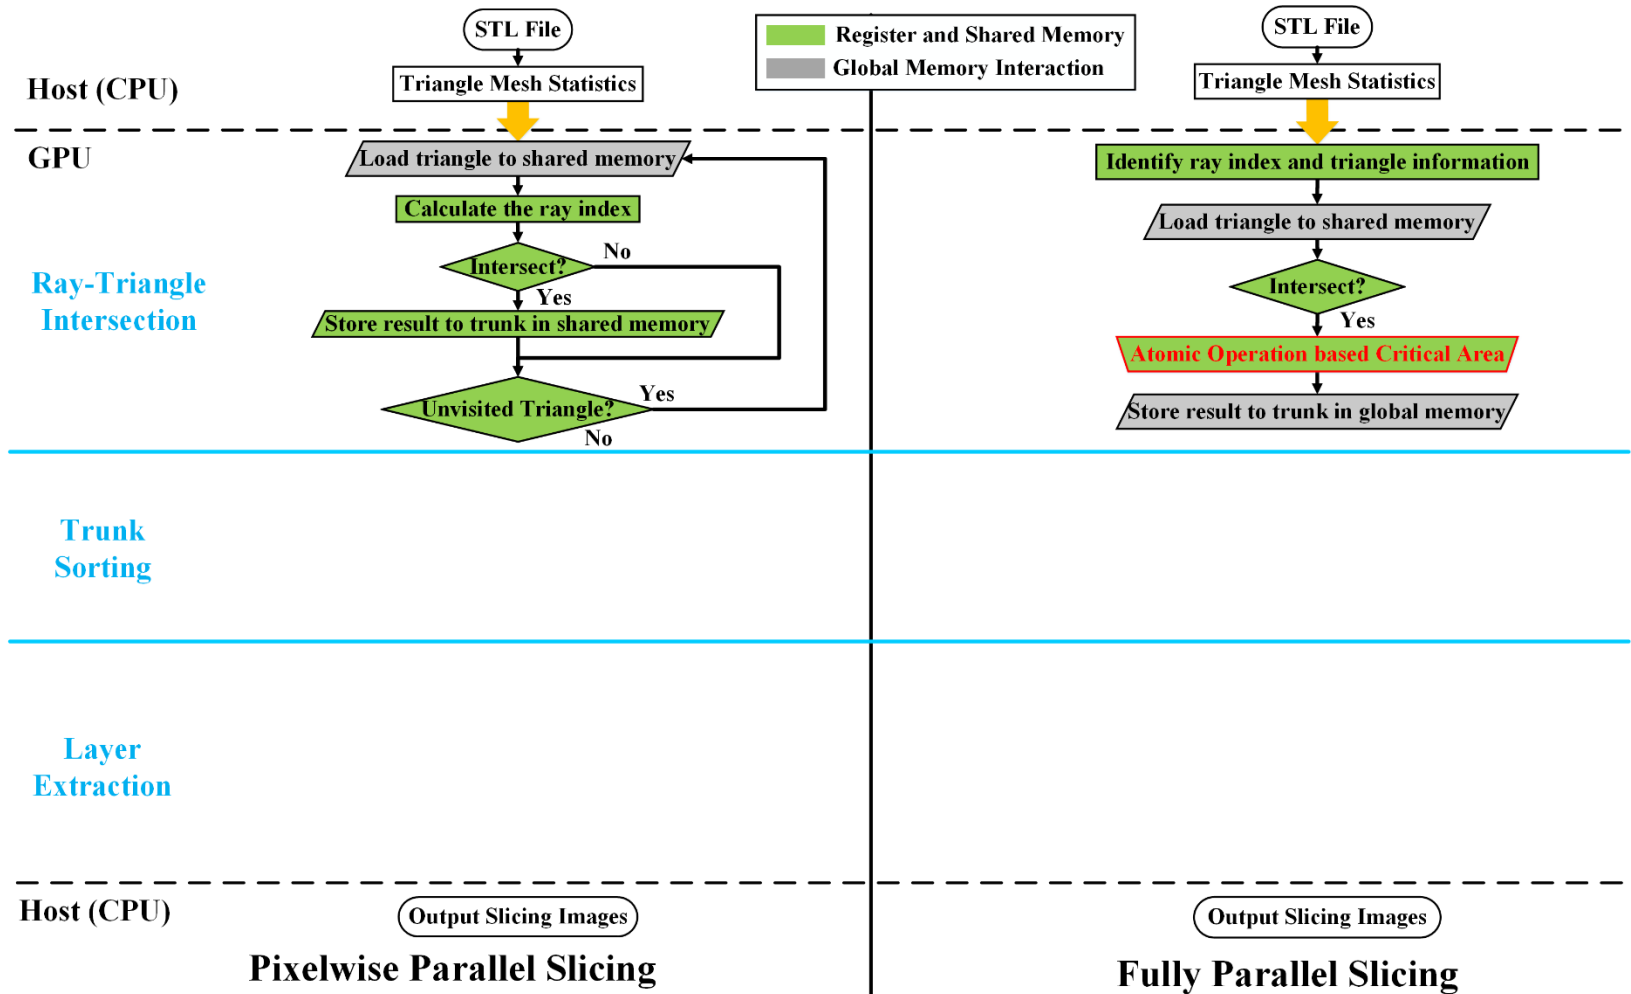 STL File
Triangle Mesh Statistics
Host (CPU)
Register and Shared Memory
Global Memory Interaction
STL File
Triangle Mesh Statistics
GPU
Ray-Triangle
Intersection
Load triangle to shared memory
Calculate the ray index
Intersect?
No
Yes
Store result to trunk in shared memory
Unvisited Triangle?
Yes
No
Identify ray index and triangle information
Load triangle to shared memory
Intersect?
Yes
Atomic Operation based Critical Area
Store result to trunk in global memory
Trunk
Sorting
Layer
Extraction
Host (CPU)
Output Slicing Images
Output Slicing Images
Pixelwise Parallel Slicing
Fully Parallel Slicing